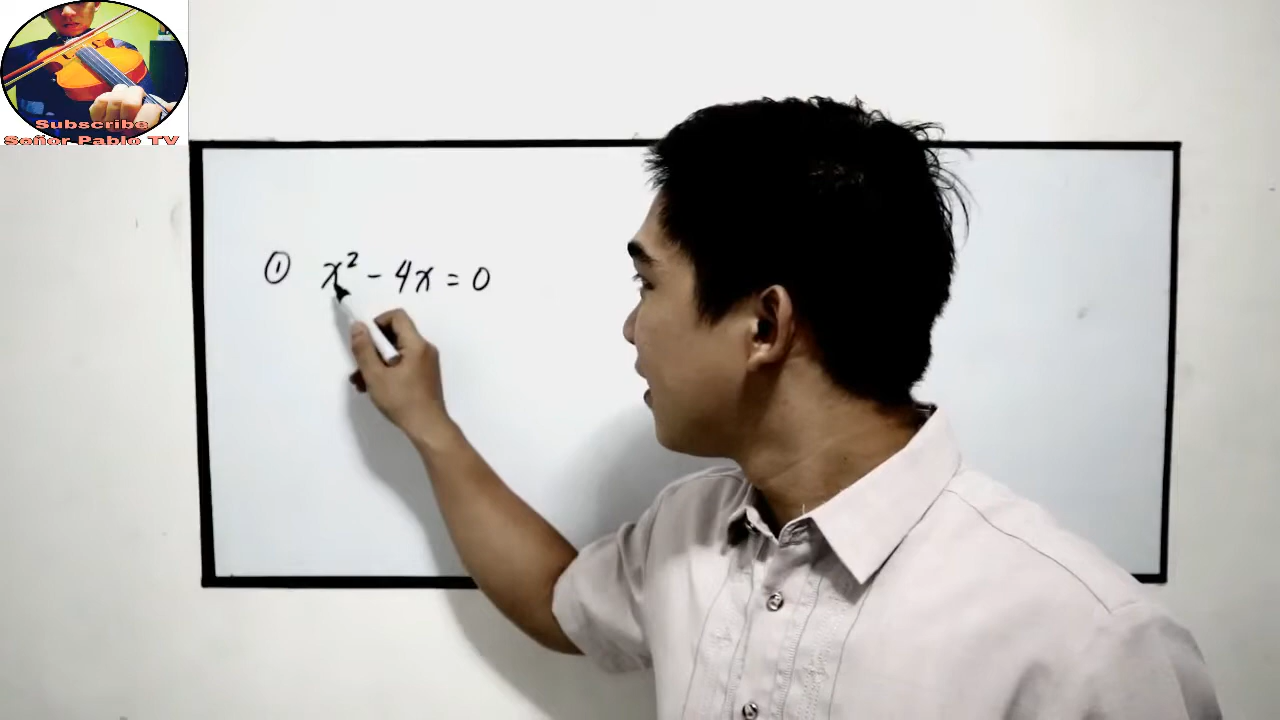 Subscribe
Señor Pablo TV
① x² - 4x = 0